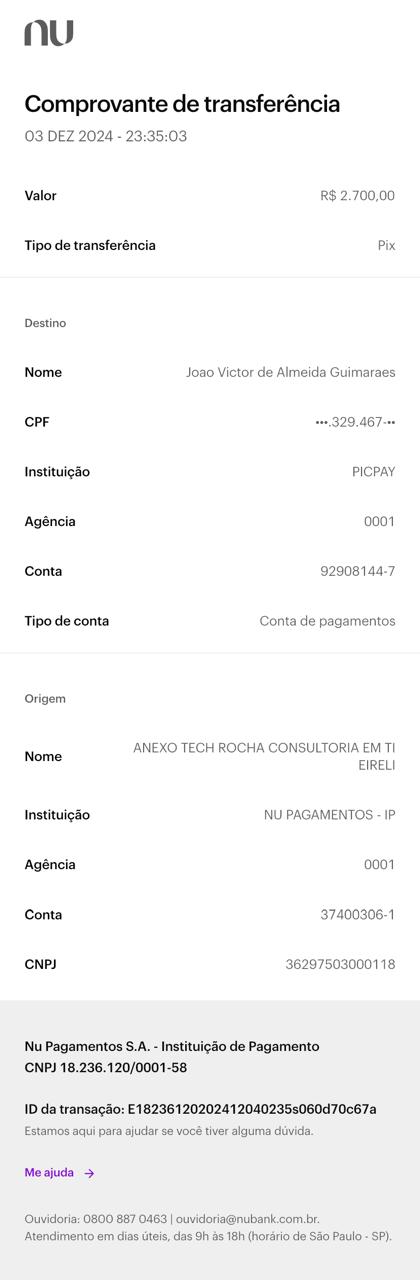 nu
Comprovante de transferência
03 DEZ 2024 - 23:35:03
Valor R$ 2.700,00
Tipo de transferência Pix
Destino
Nome Joao Victor de Almeida Guimaraes
CPF •••.329.467-••
Instituição PICPAY
Agência 0001
Conta 92908144-7
Tipo de conta Conta de pagamentos
Origem
Nome ANEXO TECH ROCHA CONSULTORIA EM TI
EIRELI
Instituição NU PAGAMENTOS - IP
Agência 0001
Conta 37400306-1
CNPJ 36297503000118
Nu Pagamentos S.A. - Instituição de Pagamento
CNPJ 18.236.120/0001-58
ID da transação: E18236120202412040235s060d70c67a
Estamos aqui para ajudar se você tiver alguma dúvida.
Me ajuda →
Ouvidoria: 0800 887 0463 | ouvidoria@nubank.com.br.
Atendimento em dias úteis, das 9h às 18h (horário de São Paulo - SP).